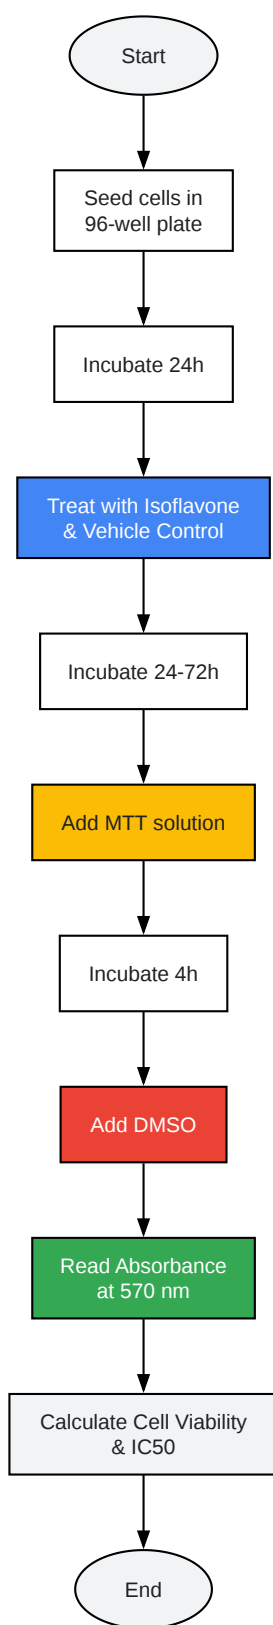 Start
Seed cells in
96-well plate
Incubate 24h
Treat with Isoflavone
& Vehicle Control
Incubate 24-72h
Add MTT solution
Incubate 4h
Add DMSO
Read Absorbance
at 570 nm
Calculate Cell Viability
& IC50
End